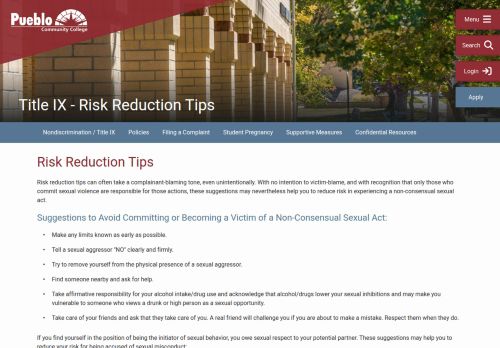 Pueblo
Community College
Menu
Search
Login
Apply
Title IX - Risk Reduction Tips
Nondiscrimination / Title IX Policies Filing a Complaint Student Pregnancy Supportive Measures Confidential Resources
Risk Reduction Tips
Risk reduction tips can often take a complainant-blaming tone, even unintentionally. With no intention to victim-blame, and with recognition that only those who
commit sexual violence are responsible for those actions, these suggestions may nevertheless help you to reduce risk in experiencing a non-consensual sexual
act.
Suggestions to Avoid Committing or Becoming a Victim of a Non-Consensual Sexual Act:
• Make any limits known as early as possible.
• Tell a sexual aggressor "NO" clearly and firmly.
• Try to remove yourself from the physical presence of a sexual aggressor.
• Find someone nearby and ask for help.
• Take affirmative responsibility for your alcohol intake/drug use and acknowledge that alcohol/drugs lower your sexual inhibitions and may make you
vulnerable to someone who views a drunk or high person as a sexual opportunity.
• Take care of your friends and ask that they take care of you. A real friend will challenge you if you are about to make a mistake. Respect them when they do.
If you find yourself in the position of being the initiator of sexual behavior, you owe sexual respect to your potential partner. These suggestions may help you to
reduce your risk for being accused of sexual misconduct: